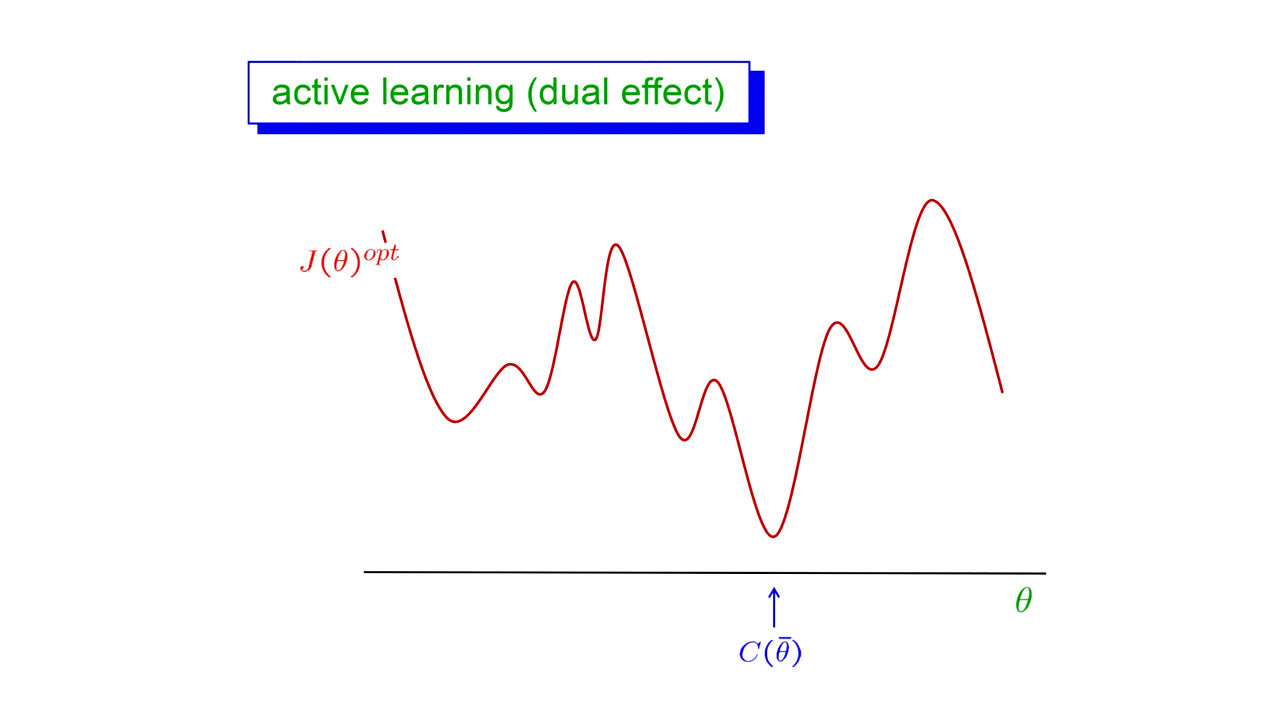 active learning (dual effect)
J(θ)^{opt}
θ
C(θ̄)